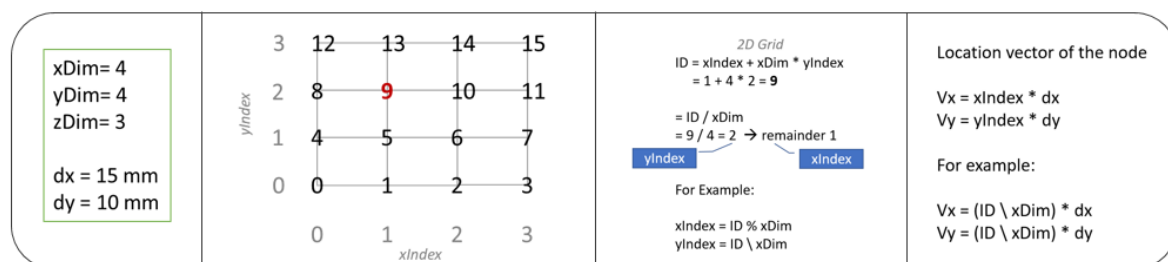 xDim= 4
yDim= 4
zDim= 3
dx = 15 mm
dy = 10 mm
yIndex
3 12 13 14 15
2 8 9 10 11
1 4 5 6 7
0 0 1 2 3
0 1 2 3
xIndex
2D Grid
ID = xIndex + xDim * yIndex
= 1 + 4 * 2 = 9
= ID / xDim
= 9 / 4 = 2 → remainder 1
yIndex xIndex
For Example:
xIndex = ID % xDim
yIndex = ID \ xDim
Location vector of the node
Vx = xIndex * dx
Vy = yIndex * dy
For example:
Vx = (ID \ xDim) * dx
Vy = (ID \ xDim) * dy